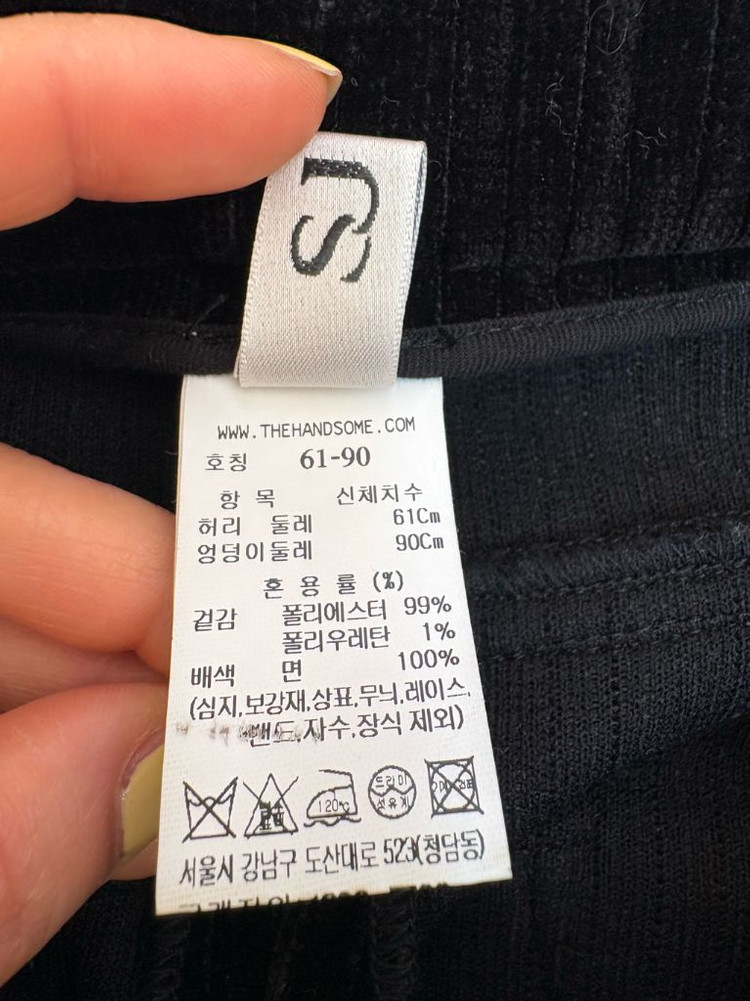 SJ
WWW.THEHANDSOME.COM
호칭 61-90
항 목 신체치수
허리 둘레 61Cm
엉덩이둘레 90Cm
혼 용 률 (%)
겉감 폴리에스터 99%
폴리우레탄 1%
배색 면 100%
(심지,보강재,상표,무늬,레이스,
밴드,자수,장식 제외)
120℃
드라이
석유계
서울시 강남구 도산대로 523(청담동)